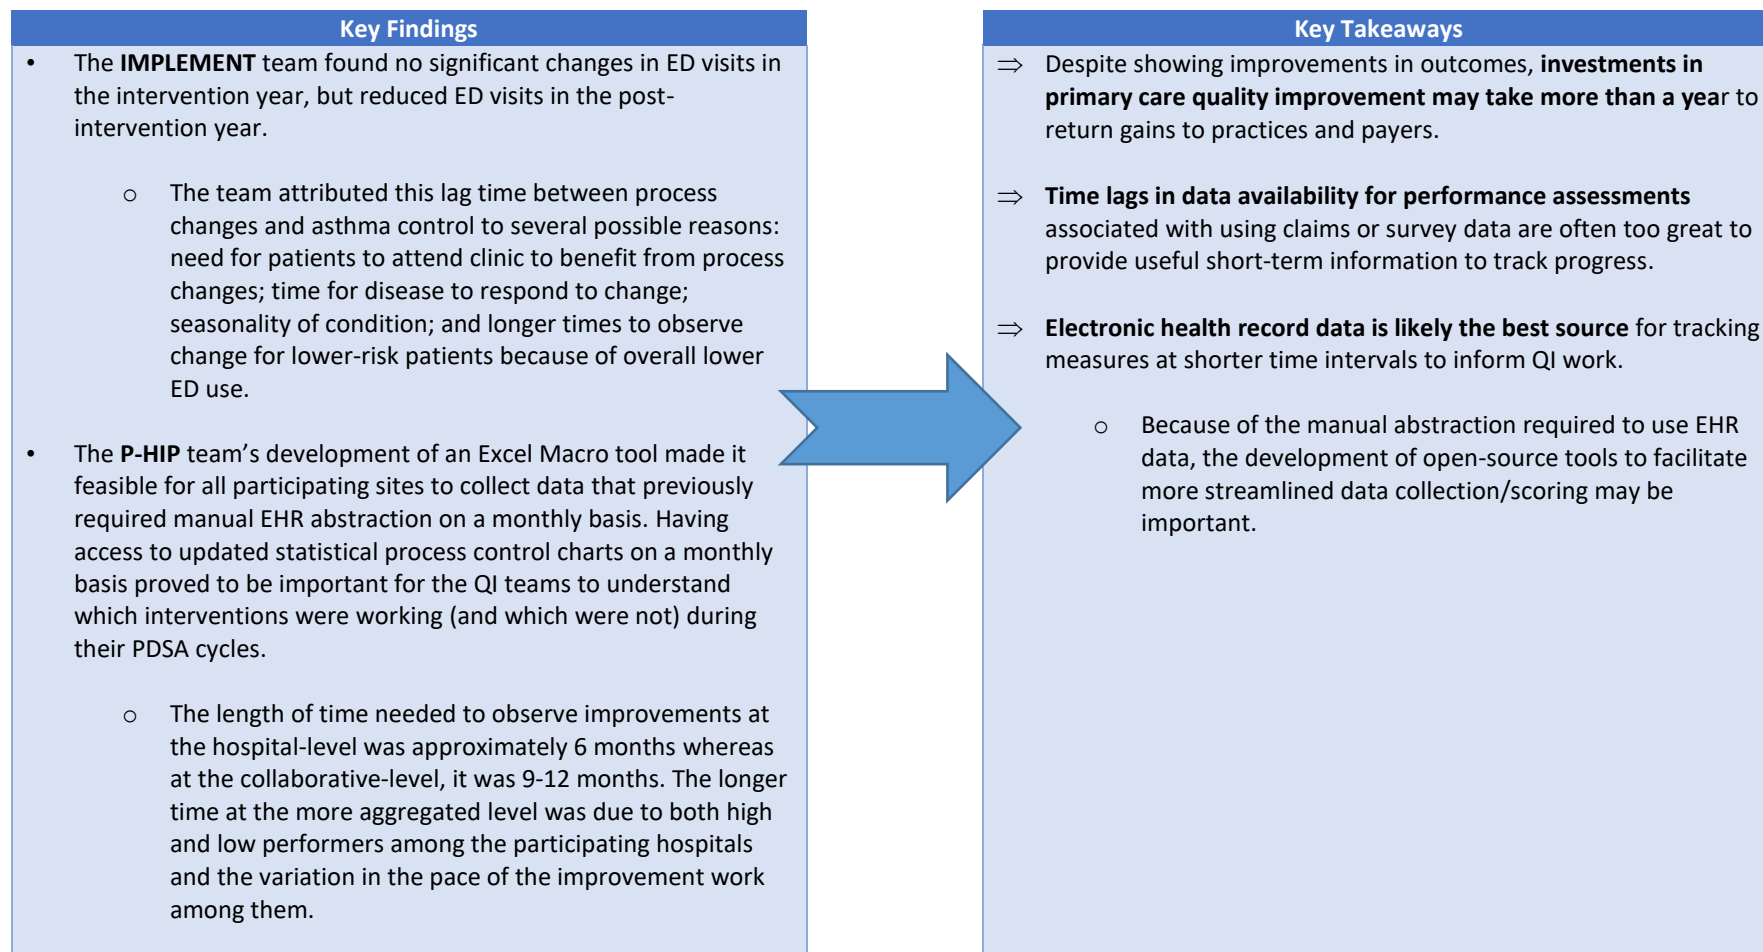 Key Findings
• The IMPLEMENT team found no significant changes in ED visits in
the intervention year, but reduced ED visits in the post-
intervention year.
o The team attributed this lag time between process
changes and asthma control to several possible reasons:
need for patients to attend clinic to benefit from process
changes; time for disease to respond to change;
seasonality of condition; and longer times to observe
change for lower-risk patients because of overall lower
ED use.
• The P-HIP team’s development of an Excel Macro tool made it
feasible for all participating sites to collect data that previously
required manual EHR abstraction on a monthly basis. Having
access to updated statistical process control charts on a monthly
basis proved to be important for the QI teams to understand
which interventions were working (and which were not) during
their PDSA cycles.
o The length of time needed to observe improvements at
the hospital-level was approximately 6 months whereas
at the collaborative-level, it was 9-12 months. The longer
time at the more aggregated level was due to both high
and low performers among the participating hospitals
and the variation in the pace of the improvement work
among them.
Key Takeaways
⇒ Despite showing improvements in outcomes, investments in
primary care quality improvement may take more than a year to
return gains to practices and payers.
⇒ Time lags in data availability for performance assessments
associated with using claims or survey data are often too great to
provide useful short-term information to track progress.
⇒ Electronic health record data is likely the best source for tracking
measures at shorter time intervals to inform QI work.
o Because of the manual abstraction required to use EHR
data, the development of open-source tools to facilitate
more streamlined data collection/scoring may be
important.